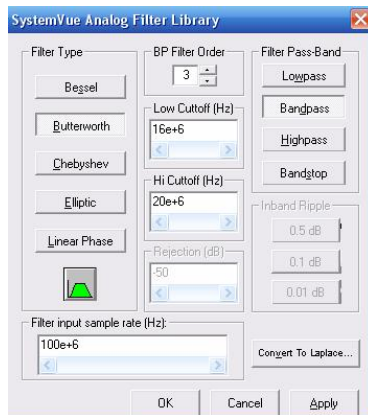 SystemVue Analog Filter Library
Filter Type
Bessel
Butterworth
Chebyshev
Elliptic
Linear Phase
BP Filter Order
3
Low Cuttoff (Hz)
16e+6
Hi Cuttoff (Hz)
20e+6
Rejection (dB)
-50
Filter Pass-Band
Lowpass
Bandpass
Highpass
Bandstop
Inband Ripple
0.5 dB
0.1 dB
0.01 dB
Filter input sample rate (Hz):
100e+6
Convert To Laplace...
OK
Cancel
Apply